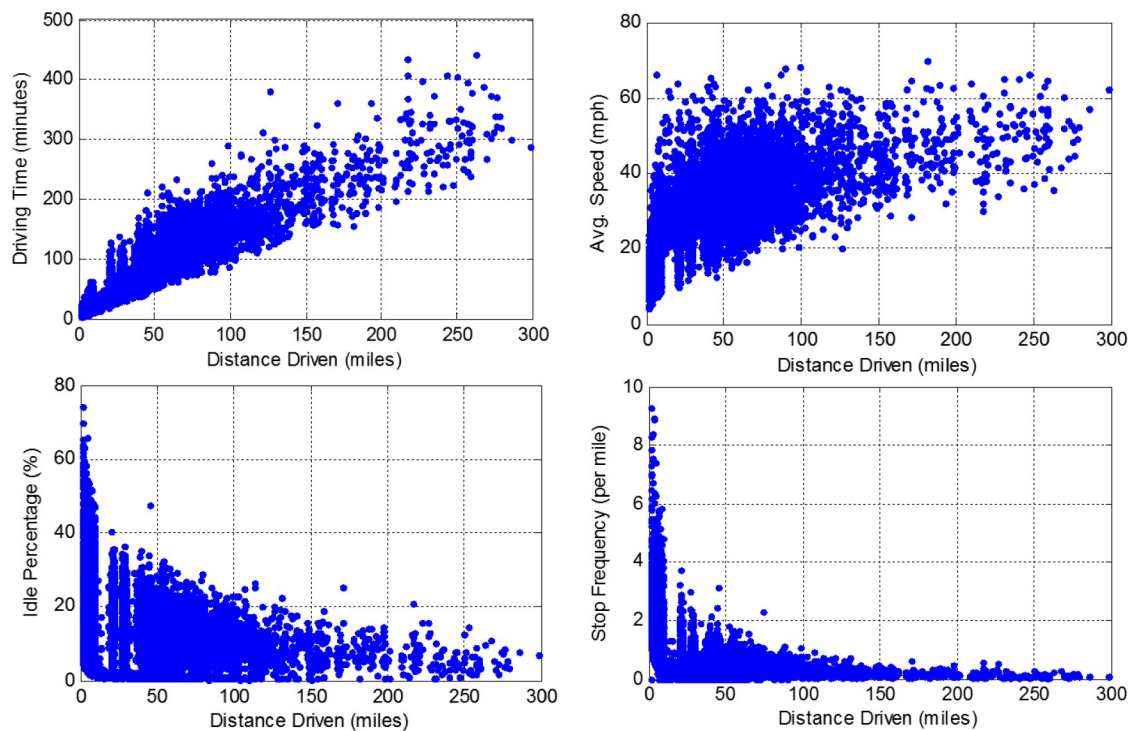 Driving Time (minutes)
500
400
300
200
100
0
0 50 100 150 200 250 300
Distance Driven (miles)
Avg. Speed (mph)
80
60
40
20
0
0 50 100 150 200 250 300
Distance Driven (miles)
Idle Percentage (%)
80
60
40
20
0
0 50 100 150 200 250 300
Distance Driven (miles)
Stop Frequency (per mile)
10
8
6
4
2
0
0 50 100 150 200 250 300
Distance Driven (miles)